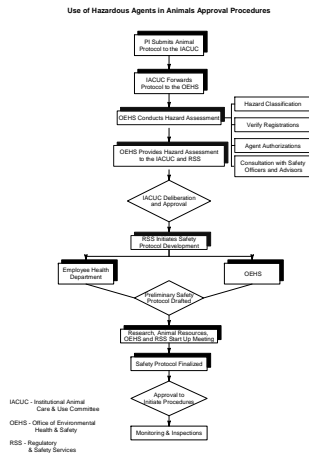 Use of Hazardous Agents in Animals Approval Procedures
PI Submits Animal
Protocol to the IACUC
IACUC Forwards
Protocol to the OEHS
OEHS Conducts Hazard Assessment
Hazard Classification
Verify Registrations
Agent Authorizations
Consultation with Safety
Officers and Advisors
OEHS Provides Hazard Assessment
to the IACUC and RSS
IACUC Deliberation
and Approval
RSS Initiates Safety
Protocol Development
Employee Health
Department
OEHS
Preliminary Safety
Protocol Drafted
Research, Animal Resources,
OEHS and RSS Start Up Meeting
Safety Protocol Finalized
Approval to
Initiate Procedures
Monitoring & Inspections
IACUC - Institutional Animal
Care & Use Committee
OEHS - Office of Environmental
Health & Safety
RSS - Regulatory
& Safety Services